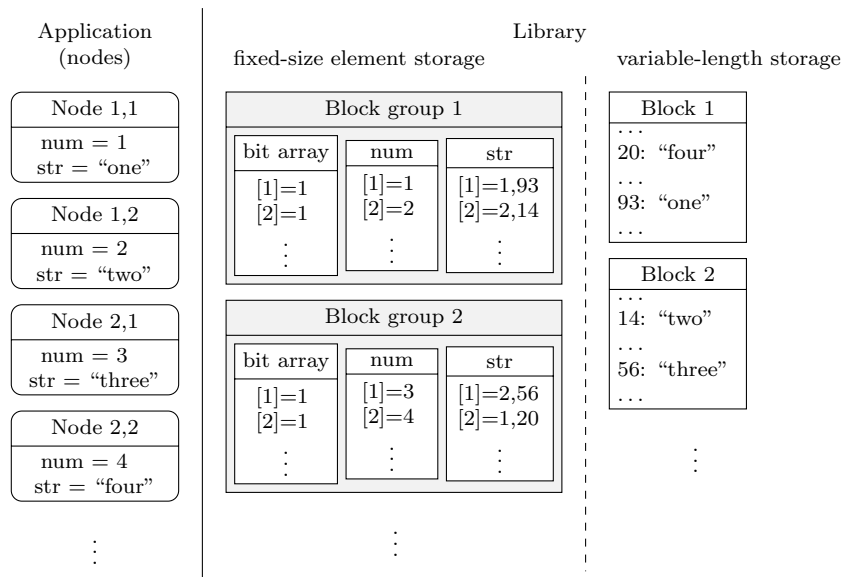 Application
(nodes)
Node 1,1
num = 1
str = “one”
Node 1,2
num = 2
str = “two”
Node 2,1
num = 3
str = “three”
Node 2,2
num = 4
str = “four”
⋮
Library
fixed-size element storage
Block group 1
bit array
[1]=1
[2]=1
⋮
num
[1]=1
[2]=2
⋮
str
[1]=1,93
[2]=2,14
⋮
Block group 2
bit array
[1]=1
[2]=1
⋮
num
[1]=3
[2]=4
⋮
str
[1]=2,56
[2]=1,20
⋮
⋮
variable-length storage
Block 1
...
20: “four”
...
93: “one”
...
Block 2
...
14: “two”
...
56: “three”
...
⋮